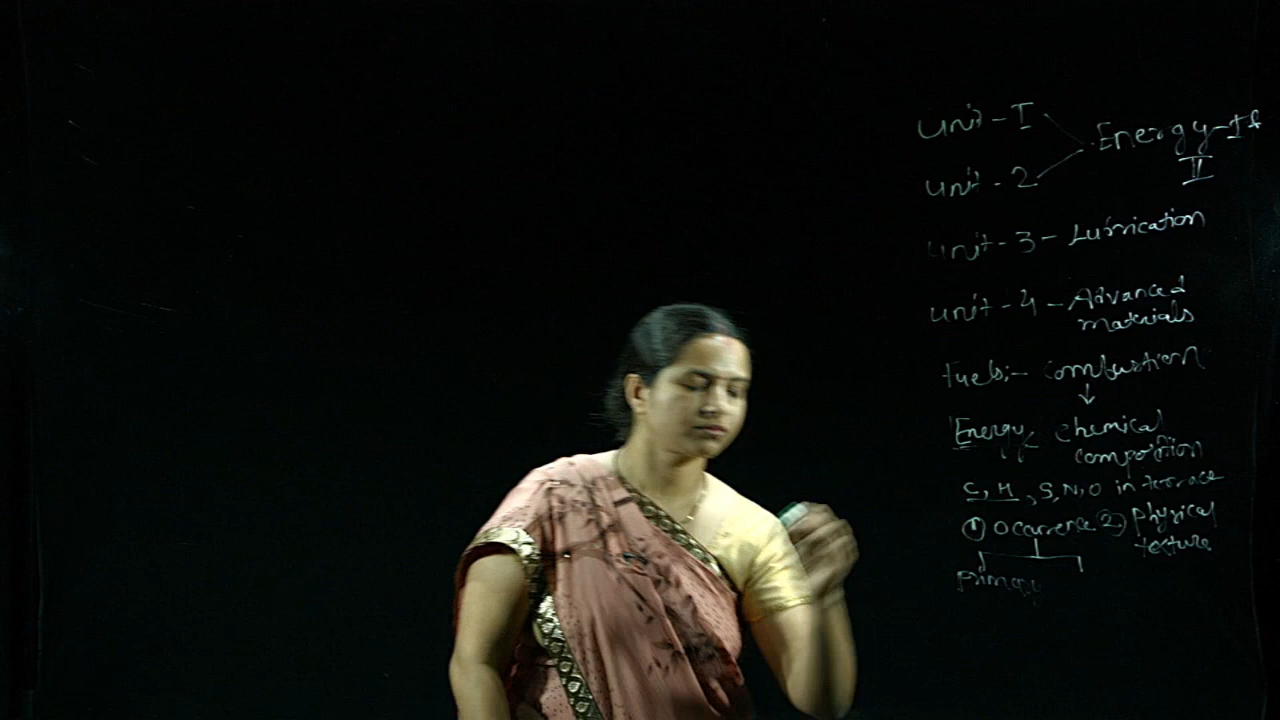 Unit - I
Energy - I &
II
Unit - 2
Unit - 3 - Lubrication
Unit - 4 - Advanced
materials
Fuels:- Combustion
↓
Energy chemical
composition
C, H, S, N, O in terrace
① Occurrence 2) physical
texture
primary